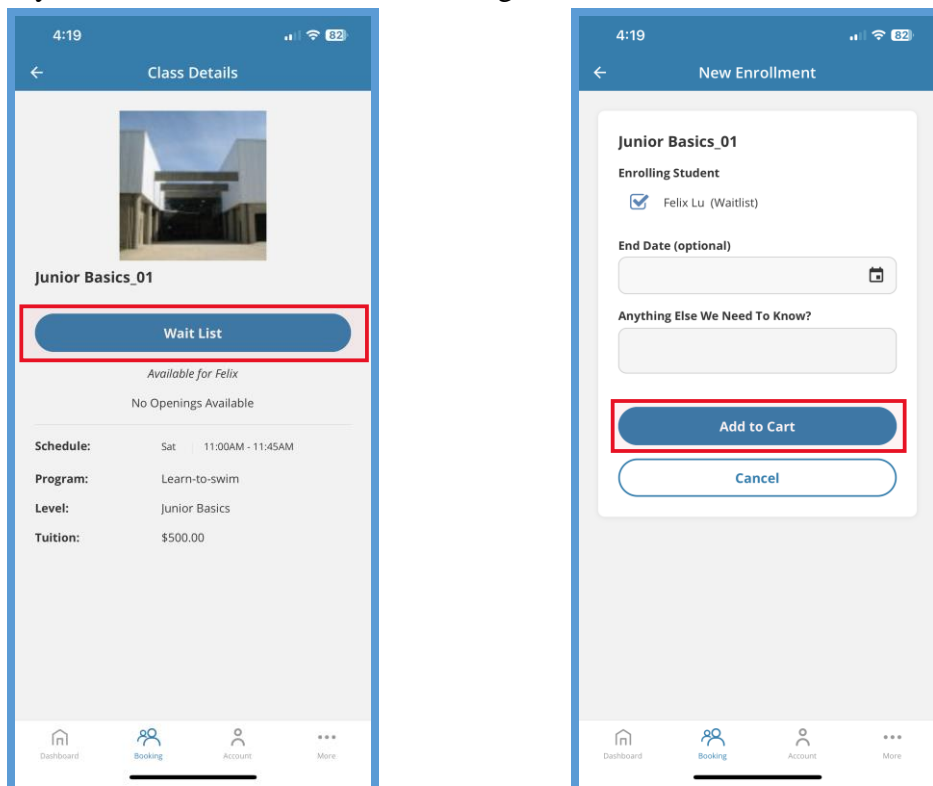 4:19
82
Class Details
Junior Basics_01
Wait List
Available for Felix
No Openings Available
Schedule: Sat 11:00AM - 11:45AM
Program: Learn-to-swim
Level: Junior Basics
Tuition: $500.00
Dashboard Booking Account More
4:19
82
New Enrollment
Junior Basics_01
Enrolling Student
Felix Lu (Waitlist)
End Date (optional)
Anything Else We Need To Know?
Add to Cart
Cancel
Dashboard Booking Account More